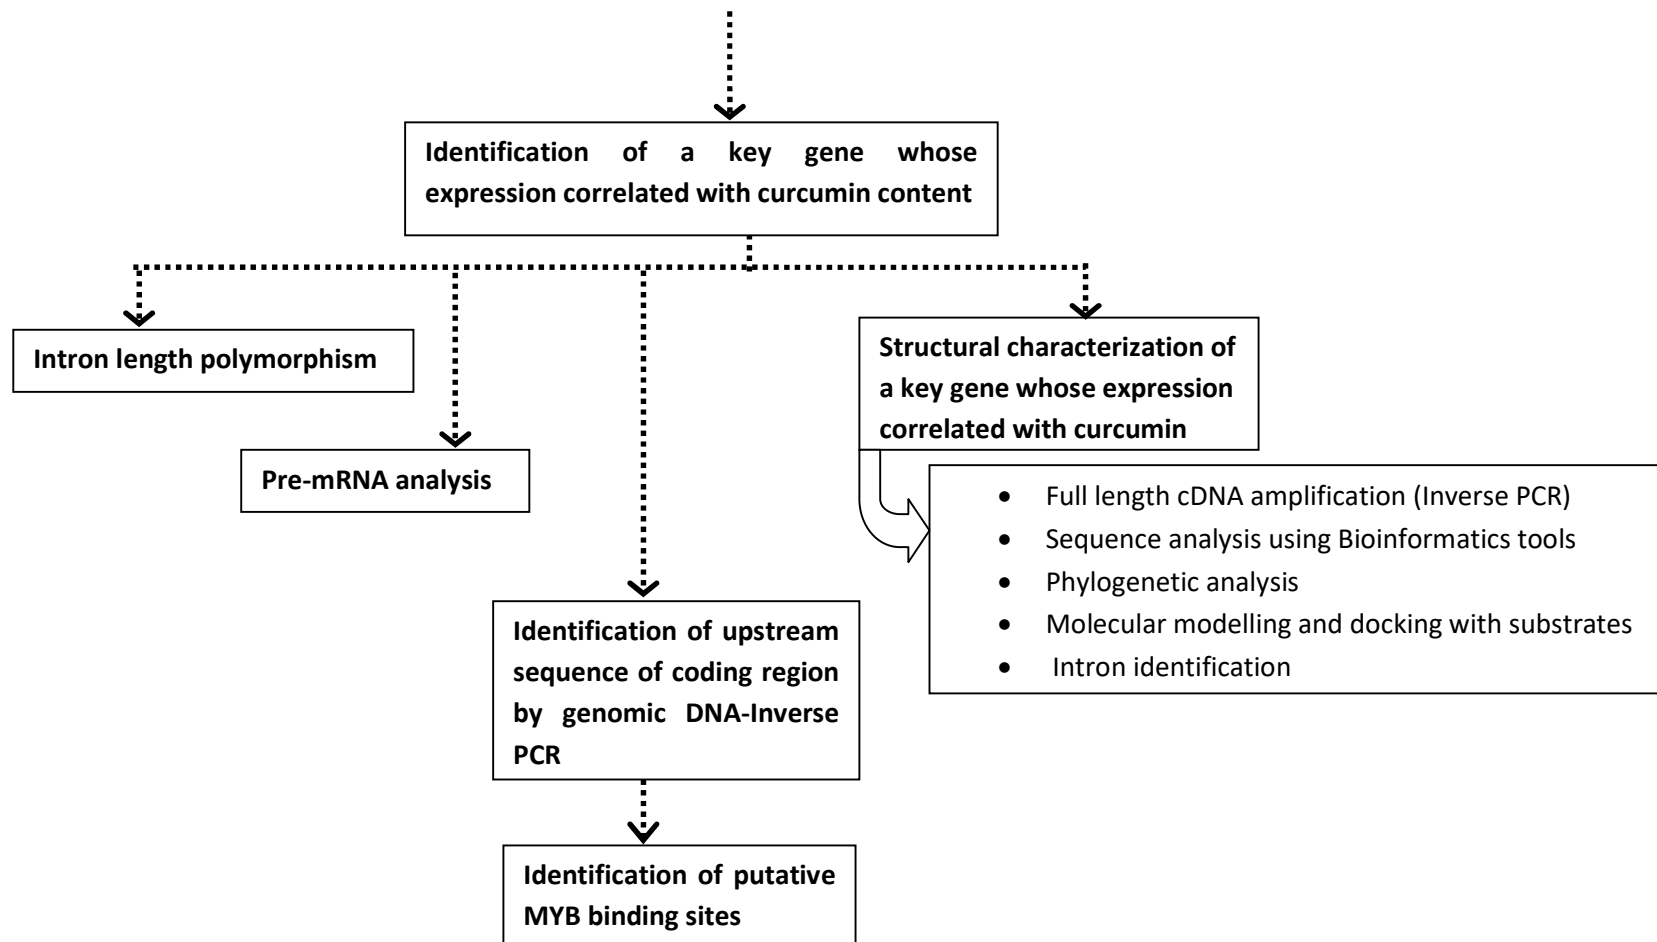 Identification of a key gene whose
expression correlated with curcumin content
Intron length polymorphism
Structural characterization of
a key gene whose expression
correlated with curcumin
Pre-mRNA analysis
• Full length cDNA amplification (Inverse PCR)
• Sequence analysis using Bioinformatics tools
• Phylogenetic analysis
• Molecular modelling and docking with substrates
• Intron identification
Identification of upstream
sequence of coding region
by genomic DNA-Inverse
PCR
Identification of putative
MYB binding sites